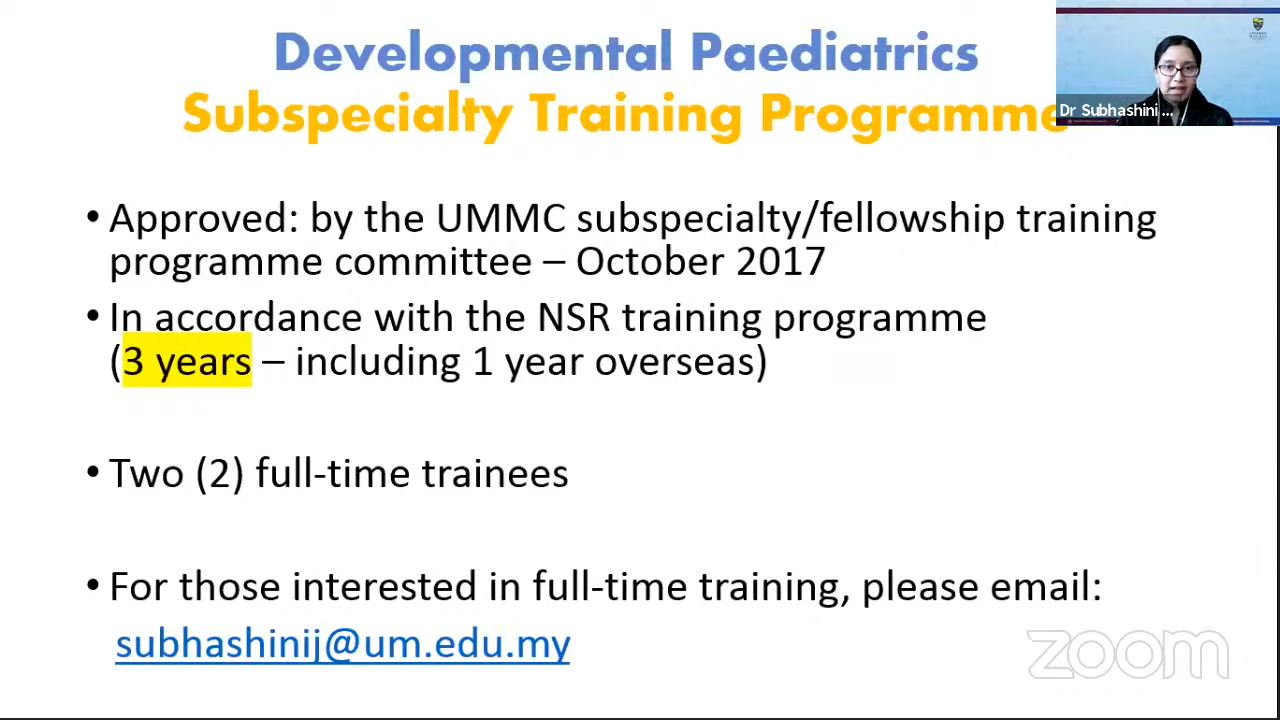 Developmental Paediatrics
Subspecialty Training Programme
Dr Subhashini ...
• Approved: by the UMMC subspecialty/fellowship training
programme committee – October 2017
• In accordance with the NSR training programme
(3 years – including 1 year overseas)
• Two (2) full-time trainees
• For those interested in full-time training, please email:
subhashinij@um.edu.my
zoom